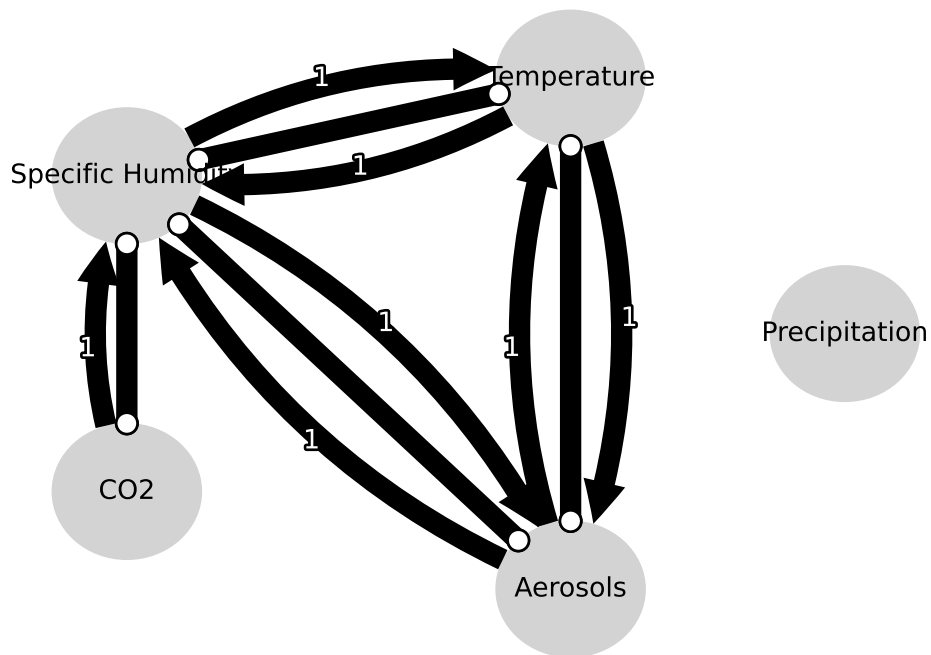 Temperature
1
1
Specific Humidity
1
1
Precipitation
1
1
1
CO2
Aerosols